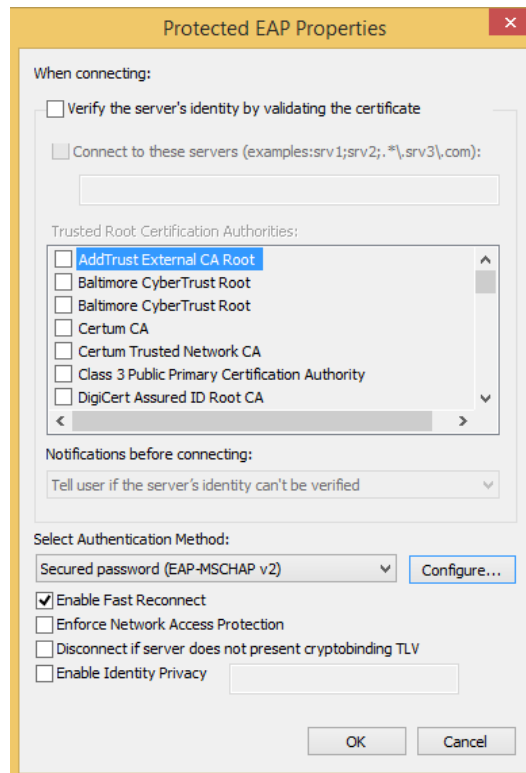 Protected EAP Properties
When connecting:
Verify the server's identity by validating the certificate
Connect to these servers (examples:srv1;srv2;.*\.srv3\.com):
Trusted Root Certification Authorities:
AddTrust External CA Root
Baltimore CyberTrust Root
Baltimore CyberTrust Root
Certum CA
Certum Trusted Network CA
Class 3 Public Primary Certification Authority
DigiCert Assured ID Root CA
Notifications before connecting:
Tell user if the server's identity can't be verified
Select Authentication Method:
Secured password (EAP-MSCHAP v2) Configure...
Enable Fast Reconnect
Enforce Network Access Protection
Disconnect if server does not present cryptobinding TLV
Enable Identity Privacy
OK Cancel